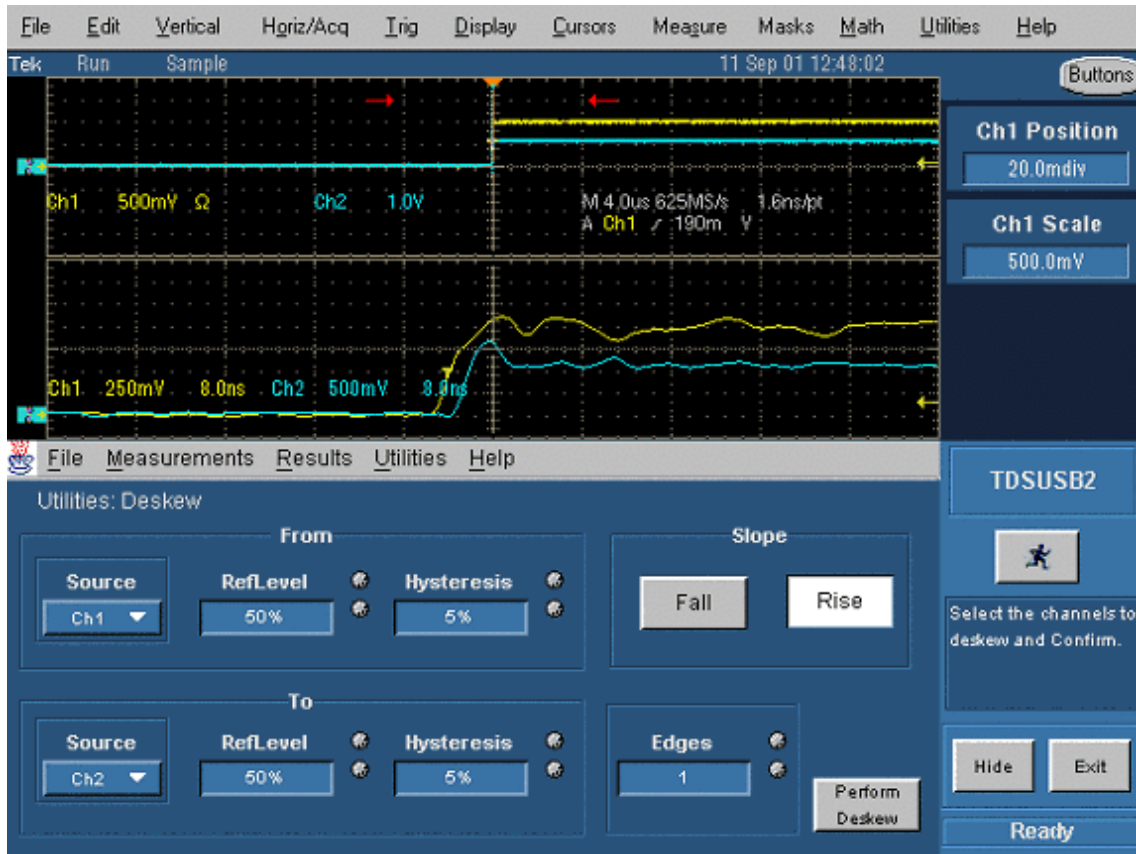 File Edit Vertical Horiz/Acq Trig Display Cursors Measure Masks Math Utilities Help
Tek Run Sample 11 Sep 01 12:48:02
Buttons
Ch1 Position
20.0mdiv
Ch1 500mV Ω Ch2 1.0V M 4.0us 625MS/s 1.6ns/pt
A Ch1 190m V
Ch1 Scale
500.0mV
Ch1 250mV 8.0ns Ch2 500mV 8.0ns
File Measurements Results Utilities Help
TDSUSB2
Utilities: Deskew
From
Slope
Source RefLevel Hysteresis
Ch1 50% 5%
Fall Rise
Select the channels to
deskew and Confirm.
To
Source RefLevel Hysteresis Edges
Ch2 50% 5% 1
Perform
Deskew
Hide Exit
Ready